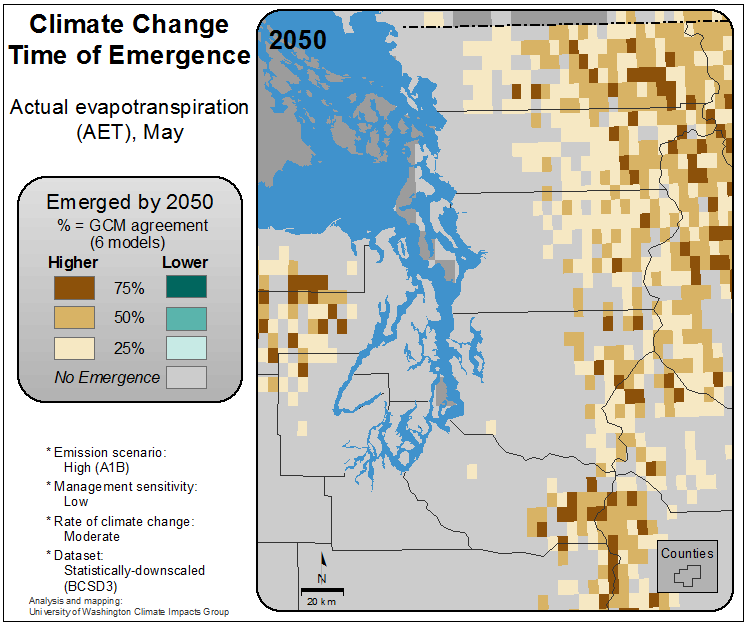 Climate Change
Time of Emergence
Actual evapotranspiration
(AET), May
Emerged by 2050
% = GCM agreement
(6 models)
Higher Lower
75%
50%
25%
No Emergence
* Emission scenario:
High (A1B)
* Management sensitivity:
Low
* Rate of climate change:
Moderate
* Dataset:
Statistically-downscaled
(BCSD3)
Analysis and mapping:
University of Washington Climate Impacts Group
2050
N
20 km
Counties